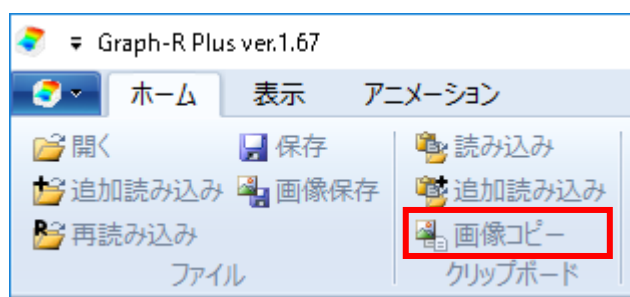 Graph-R Plus ver.1.67
ホーム 表示 アニメーション
開く 保存 読み込み
追加読み込み 画像保存 追加読み込み
再読み込み 画像コピー
ファイル クリップボード